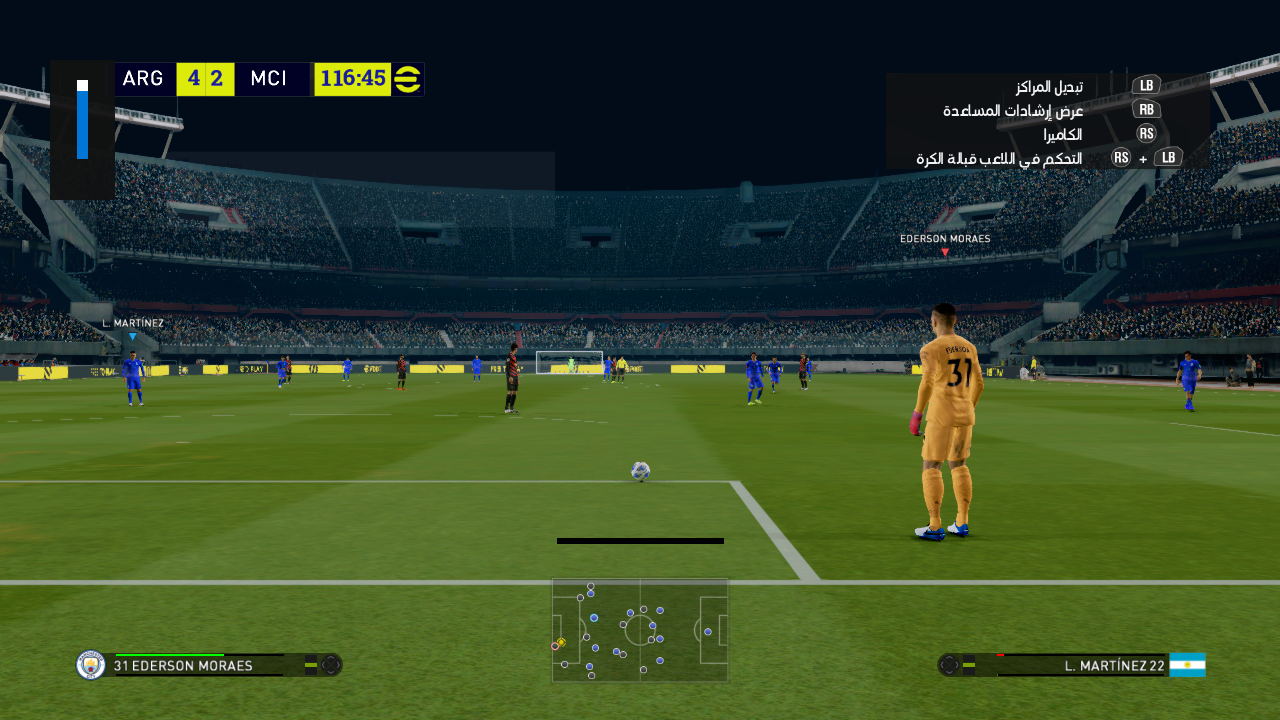 ARG 4 2 MCI 116:45
تبديل المراكز LB
عرض إرشادات المساعدة RB
الكاميرا RS
التحكم في اللاعب قبالة الكرة RS + LB
EDERSON MORAES
L. MARTÍNEZ
EDERSON
31
31 EDERSON MORAES
L. MARTÍNEZ 22